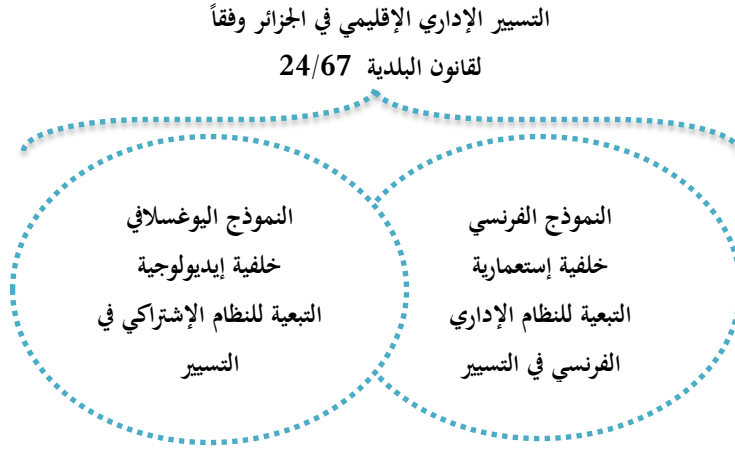 التسيير الإداري الإقليمي في الجزائر وفقاً
لقانون البلدية 24/67
النموذج الفرنسي
خلفية إستعمارية
التبعية للنظام الإداري
الفرنسي في التسيير
النموذج اليوغسلافي
خلفية إيديولوجية
التبعية للنظام الإشتراكي في
التسيير